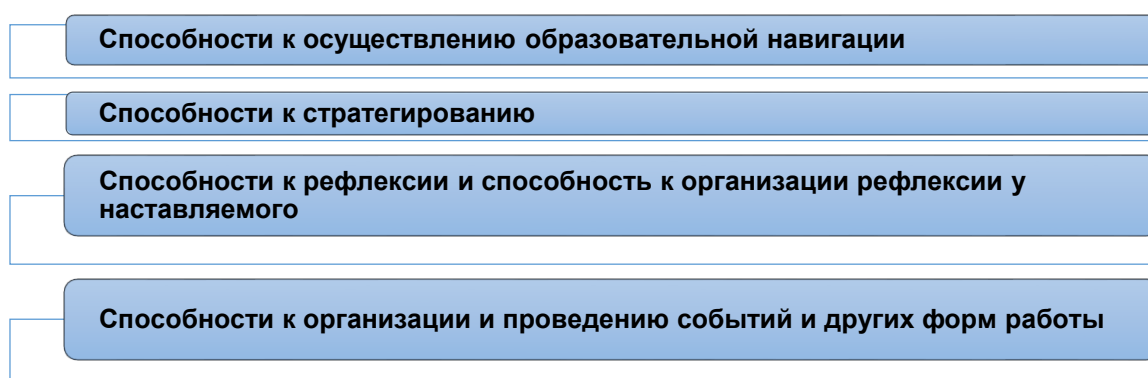 Способности к осуществлению образовательной навигации
Способности к стратегированию
Способности к рефлексии и способность к организации рефлексии у
наставляемого
Способности к организации и проведению событий и других форм работы